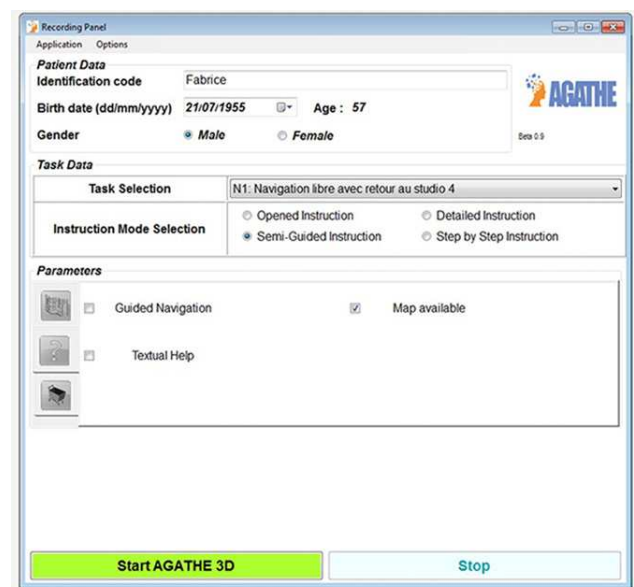 Recording Panel
Application Options
Patient Data
Identification code Fabrice
AGATHE
Birth date (dd/mm/yyyy) 21/07/1955 Age : 57
Gender Male Female
Beta 0.9
Task Data
Task Selection N1: Navigation libre avec retour au studio 4
Instruction Mode Selection
Opened Instruction Detailed Instruction
Semi-Guided Instruction Step by Step Instruction
Parameters
Guided Navigation Map available
Textual Help
Start AGATHE 3D Stop